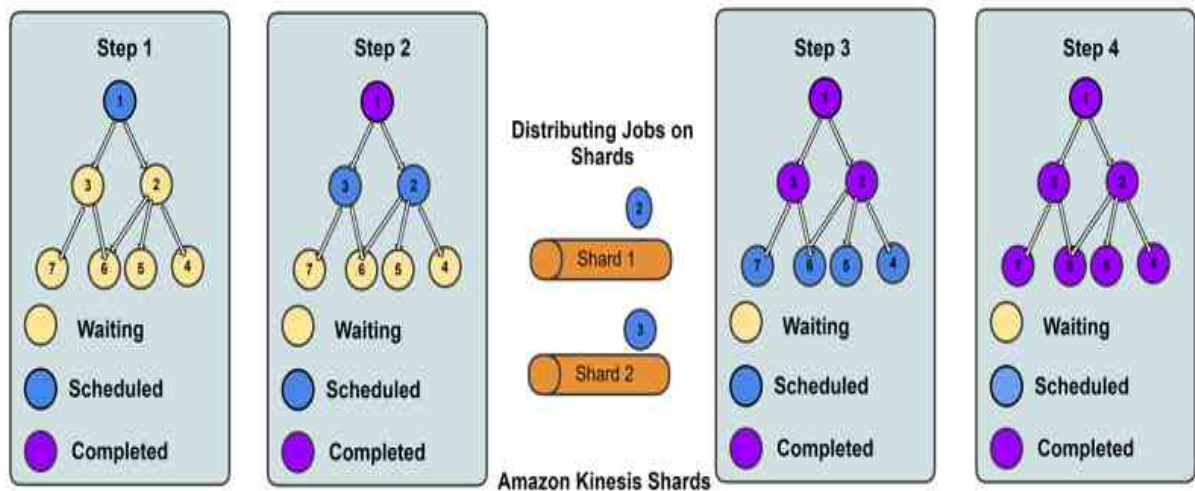 Step 1
1
3
2
7
6
5
4
Waiting
Scheduled
Completed
Step 2
1
3
2
7
6
5
4
Waiting
Scheduled
Completed
Distributing Jobs on
Shards
2
Shard 1
3
Shard 2
Amazon Kinesis Shards
Step 3
1
3
2
7
6
5
4
Waiting
Scheduled
Completed
Step 4
1
3
2
7
6
5
4
Waiting
Scheduled
Completed